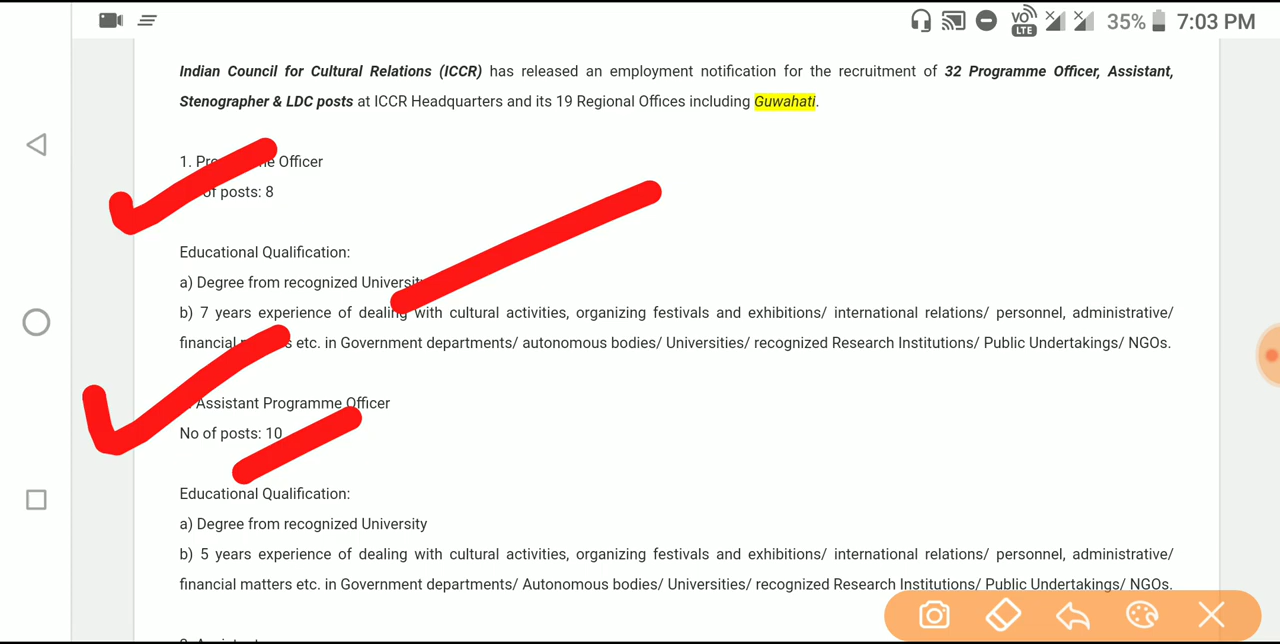 VO
LTE
35%
7:03 PM
Indian Council for Cultural Relations (ICCR) has released an employment notification for the recruitment of 32 Programme Officer, Assistant,
Stenographer & LDC posts at ICCR Headquarters and its 19 Regional Offices including Guwahati.
1. Programme Officer
of posts: 8
Educational Qualification:
a) Degree from recognized University
b) 7 years experience of dealing with cultural activities, organizing festivals and exhibitions/ international relations/ personnel, administrative/
financial etc. in Government departments/ autonomous bodies/ Universities/ recognized Research Institutions/ Public Undertakings/ NGOs.
Assistant Programme Officer
No of posts: 10
Educational Qualification:
a) Degree from recognized University
b) 5 years experience of dealing with cultural activities, organizing festivals and exhibitions/ international relations/ personnel, administrative/
financial matters etc. in Government departments/ Autonomous bodies/ Universities/ recognized Research Institutions/ Public Undertakings/ NGOs.